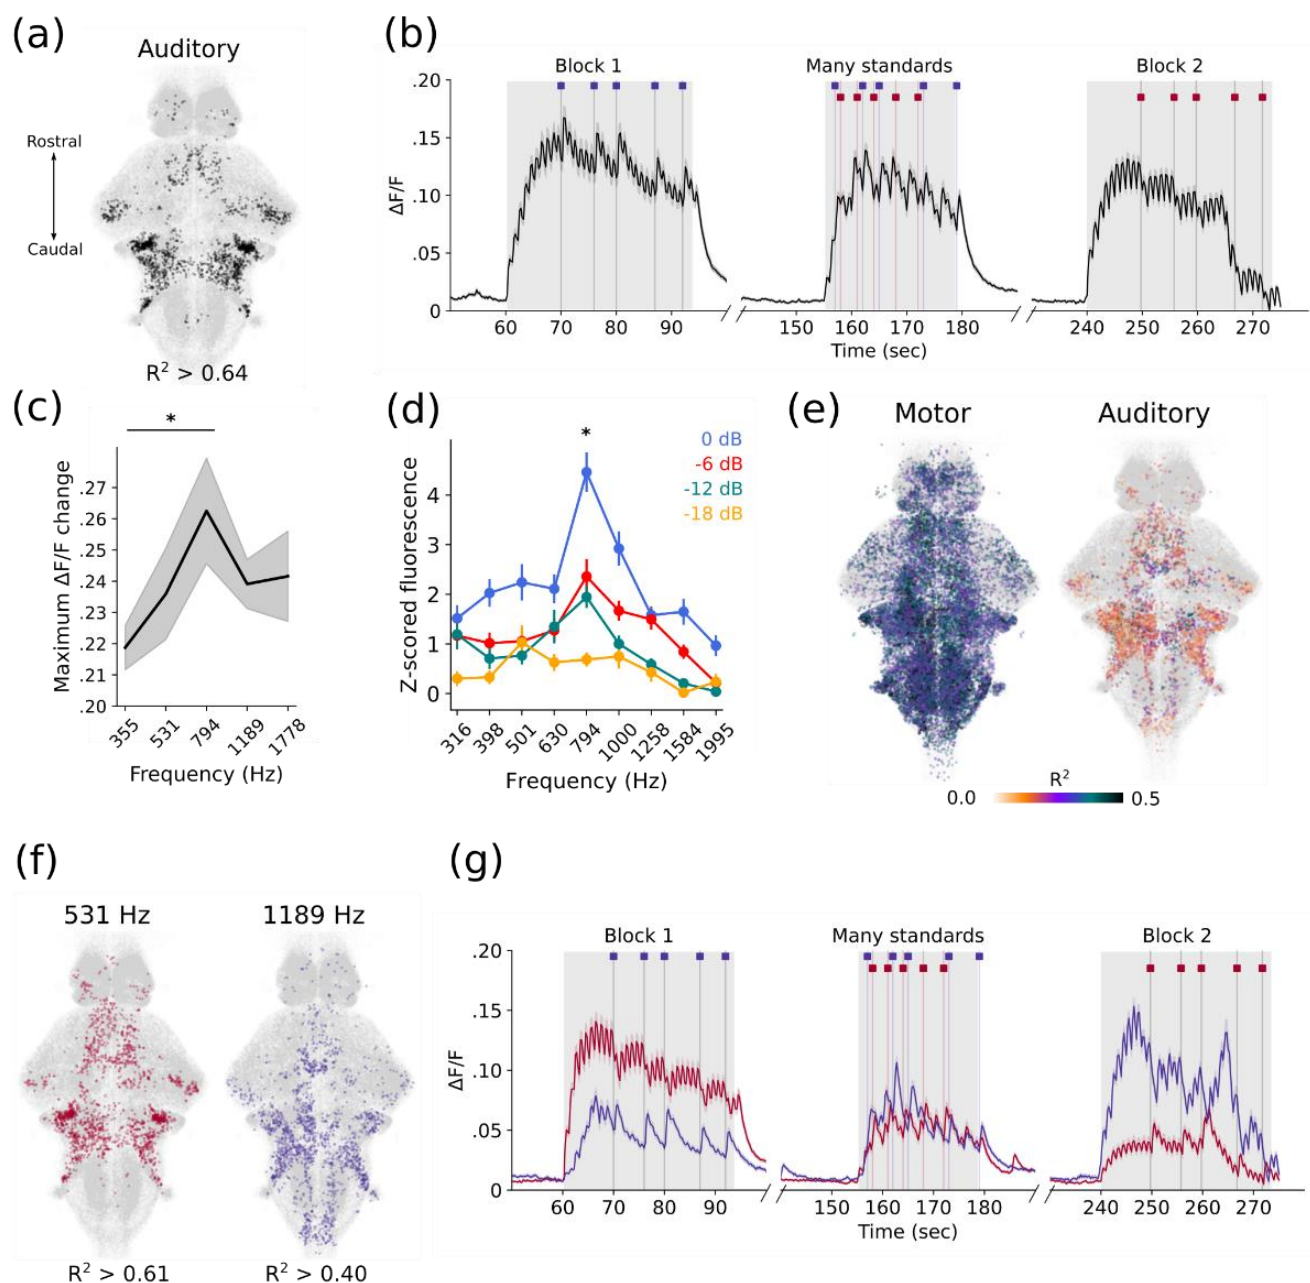 (a)
Auditory
Rostral
Caudal
R² > 0.64
(b)
Block 1
Many standards
Block 2
ΔF/F
.20
.15
.10
.05
0
60 70 80 90
150 160 170 180
240 250 260 270
Time (sec)
(c)
*
Maximum ΔF/F change
.27
.26
.25
.24
.23
.22
.21
.20
355 531 794 1189 1778
Frequency (Hz)
(d)
*
0 dB
-6 dB
-12 dB
-18 dB
Z-scored fluorescence
4
3
2
1
0
316 398 501 630 794 1000 1258 1584 1995
Frequency (Hz)
(e)
Motor
Auditory
R²
0.0
0.5
(f)
531 Hz
1189 Hz
R² > 0.61
R² > 0.40
(g)
Block 1
Many standards
Block 2
ΔF/F
.20
.15
.10
.05
0
60 70 80 90
150 160 170 180
240 250 260 270
Time (sec)